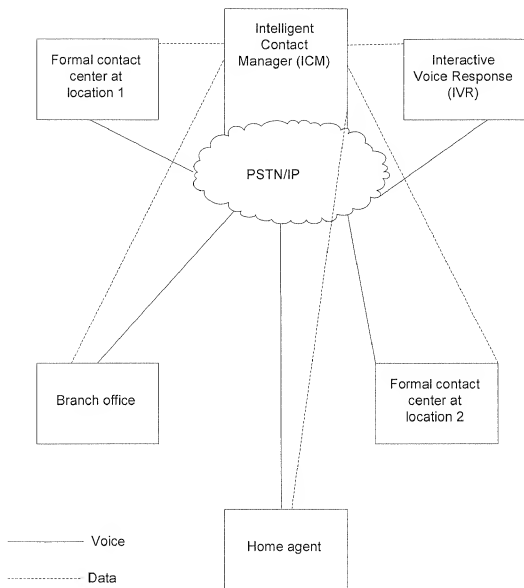 Intelligent
Contact
Manager (ICM)
Formal contact
center at
location 1
Interactive
Voice Response
(IVR)
PSTN/IP
Branch office
Formal contact
center at
location 2
Home agent
Voice
Data